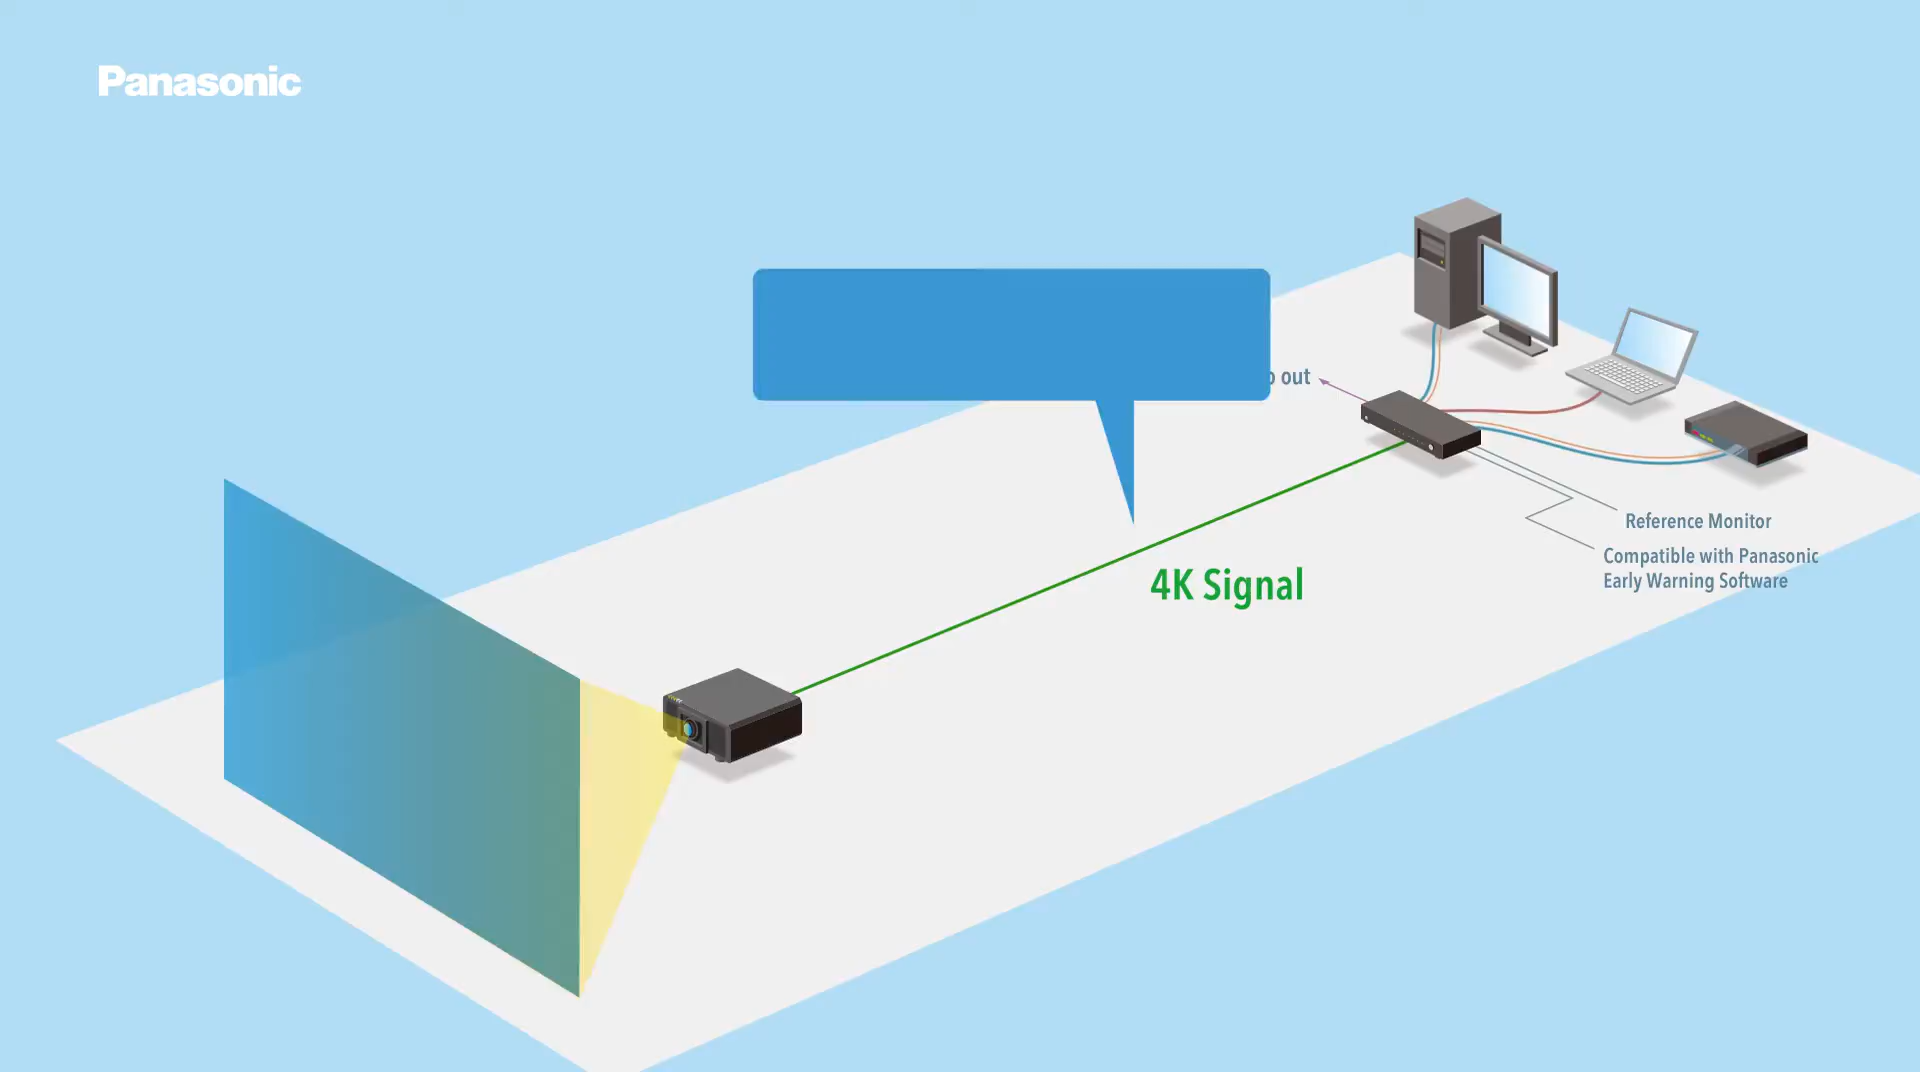 Panasonic
out
4K Signal
Reference Monitor
Compatible with Panasonic
Early Warning Software